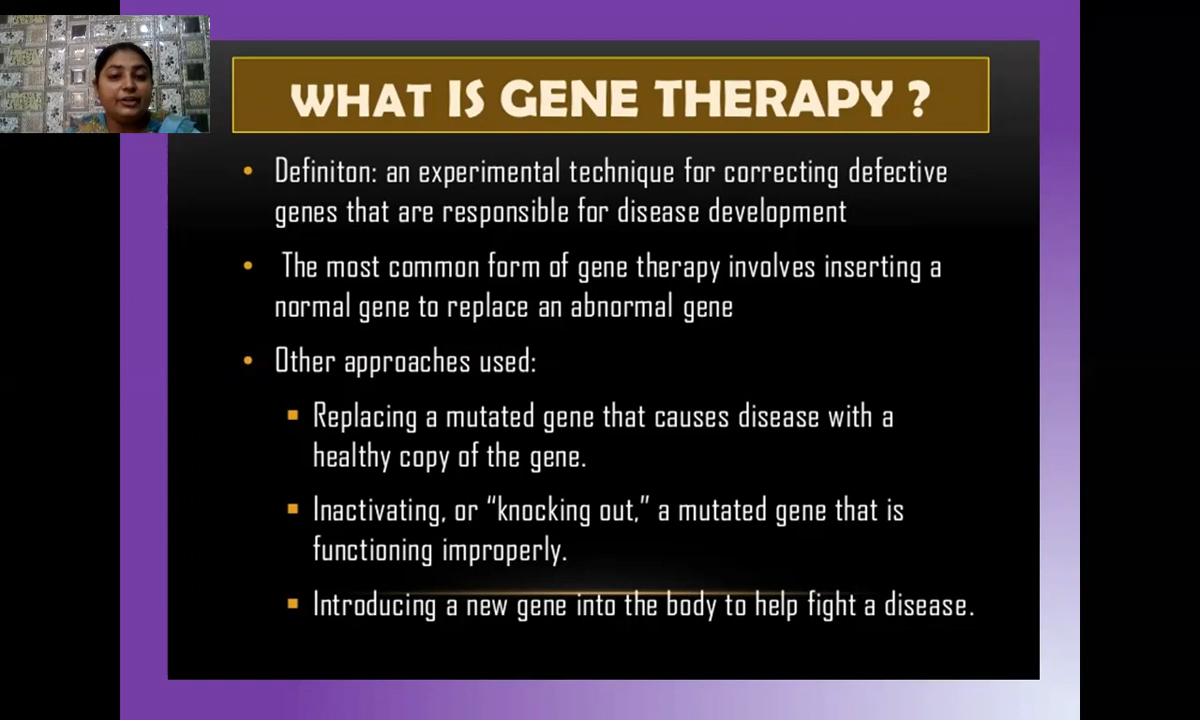 WHAT IS GENE THERAPY ?
• Definiton: an experimental technique for correcting defective
genes that are responsible for disease development
• The most common form of gene therapy involves inserting a
normal gene to replace an abnormal gene
• Other approaches used:
▪ Replacing a mutated gene that causes disease with a
healthy copy of the gene.
▪ Inactivating, or “knocking out,” a mutated gene that is
functioning improperly.
▪ Introducing a new gene into the body to help fight a disease.